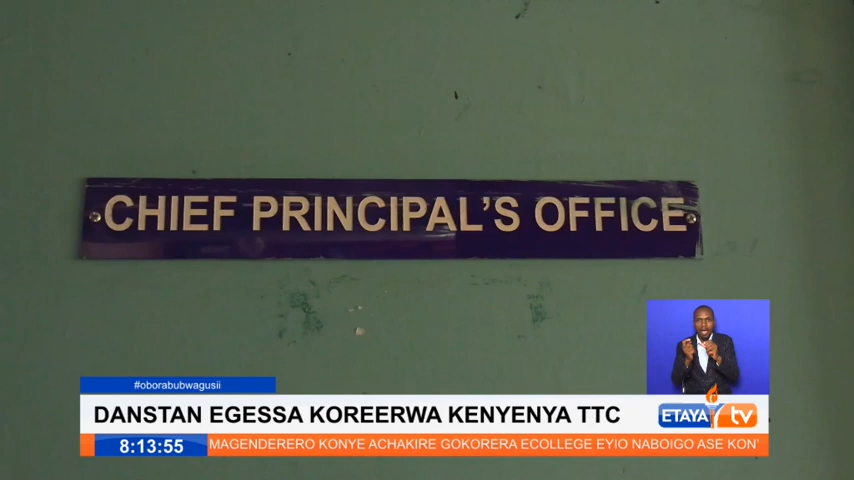 CHIEF PRINCIPAL'S OFFICE
#oborabubwagusii
DANSTAN EGESSA KOREERWA KENYENYA TTC
ETAYA tv
8:13:55
MAGENDERERO KONYE ACHAKIRE GOKORERA ECOLLEGE EYIO NABOIGO ASE KON'